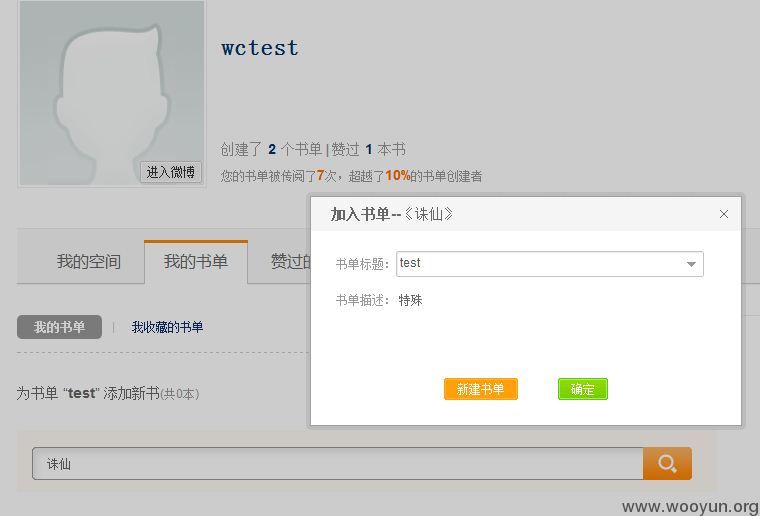 wctest
创建了 2 个书单|赞过 1 本书
进入微博
您的书单被传阅了7次，超越了10%的书单创建者
加入书单--《诛仙》
×
书单标题： test
书单描述： 特殊
新建书单 确定
我的空间 我的书单 赞过的
我的书单 | 我收藏的书单
为书单 “test” 添加新书(共0本)
诛仙
www.wooyun.org